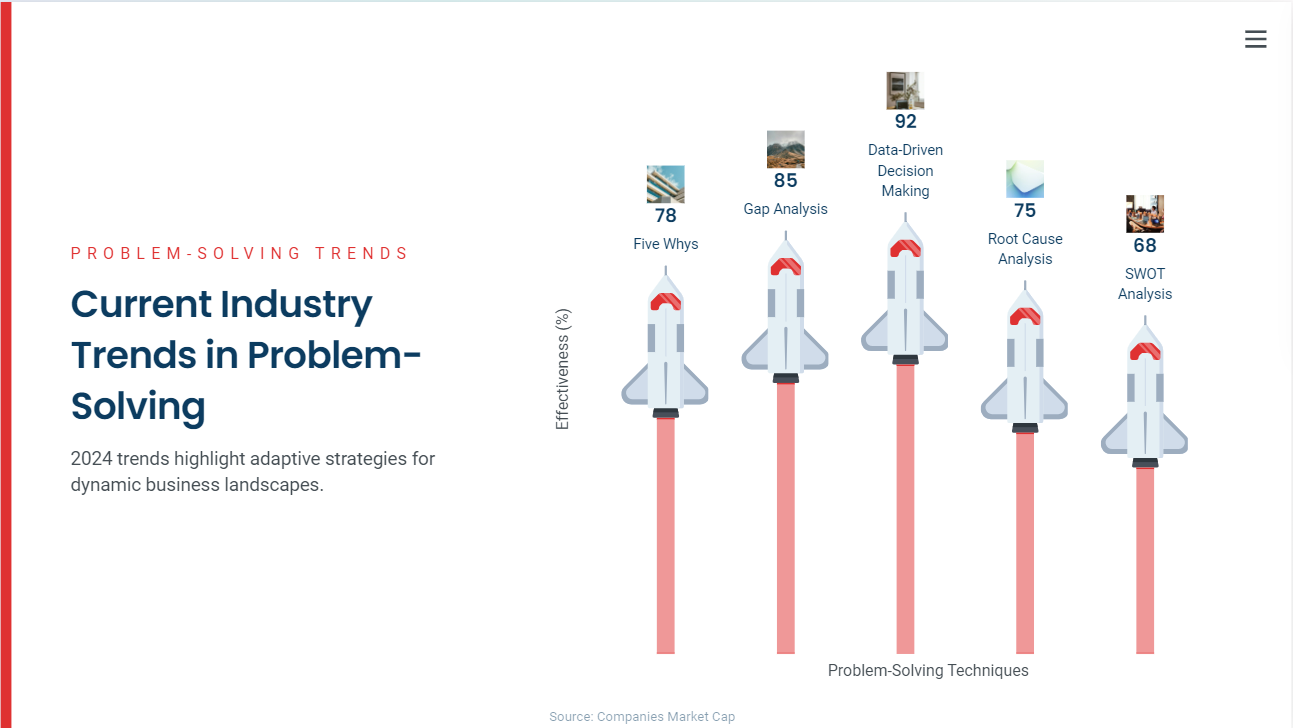 PROBLEM-SOLVING TRENDS
Current Industry
Trends in Problem-
Solving
2024 trends highlight adaptive strategies for
dynamic business landscapes.
Effectiveness (%)
78
Five Whys
85
Gap Analysis
92
Data-Driven
Decision
Making
75
Root Cause
Analysis
68
SWOT
Analysis
Problem-Solving Techniques
Source: Companies Market Cap